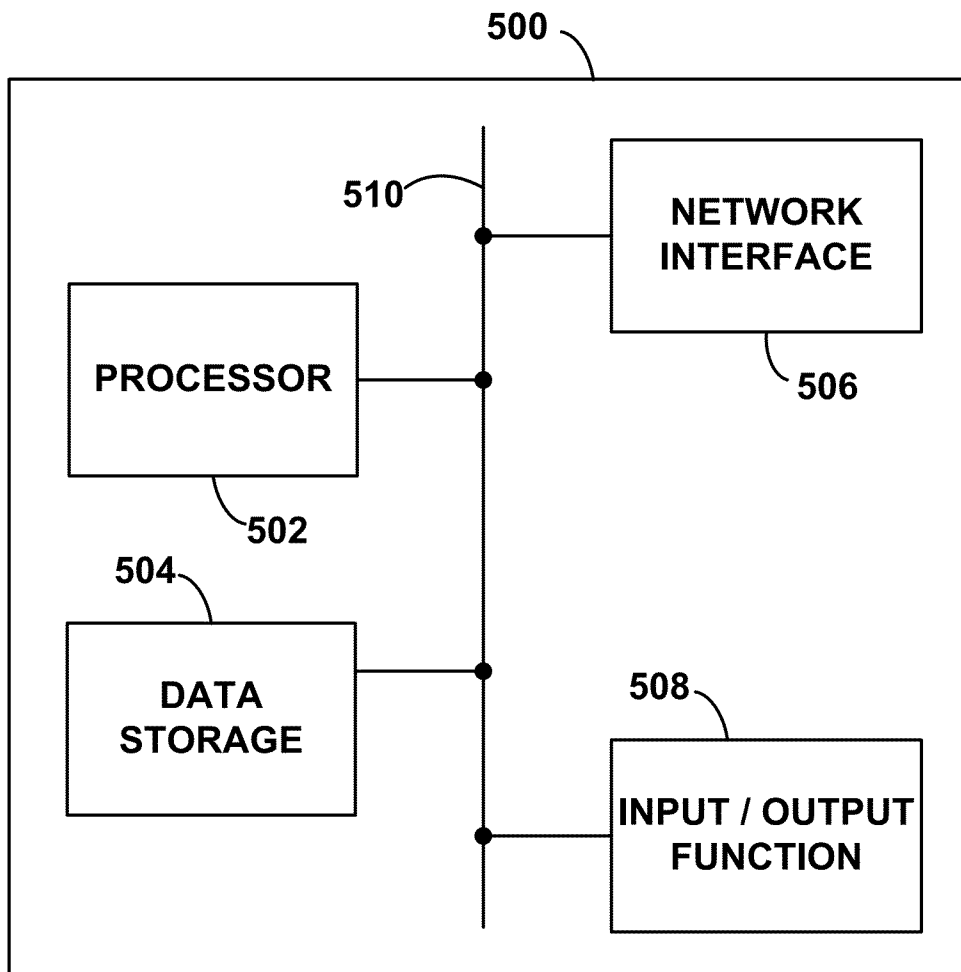 500
510
NETWORK
INTERFACE
506
PROCESSOR
502
504
DATA
STORAGE
508
INPUT / OUTPUT
FUNCTION